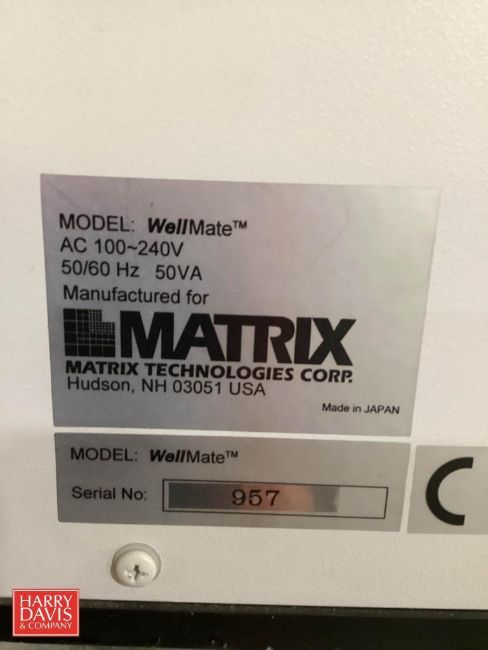 MODEL: WellMate™
AC 100~240V
50/60 Hz 50VA
Manufactured for
MATRIX
MATRIX TECHNOLOGIES CORP.
Hudson, NH 03051 USA
Made in JAPAN
MODEL: WellMate™
Serial No: 957
C
HARRY
DAVIS
& COMPANY